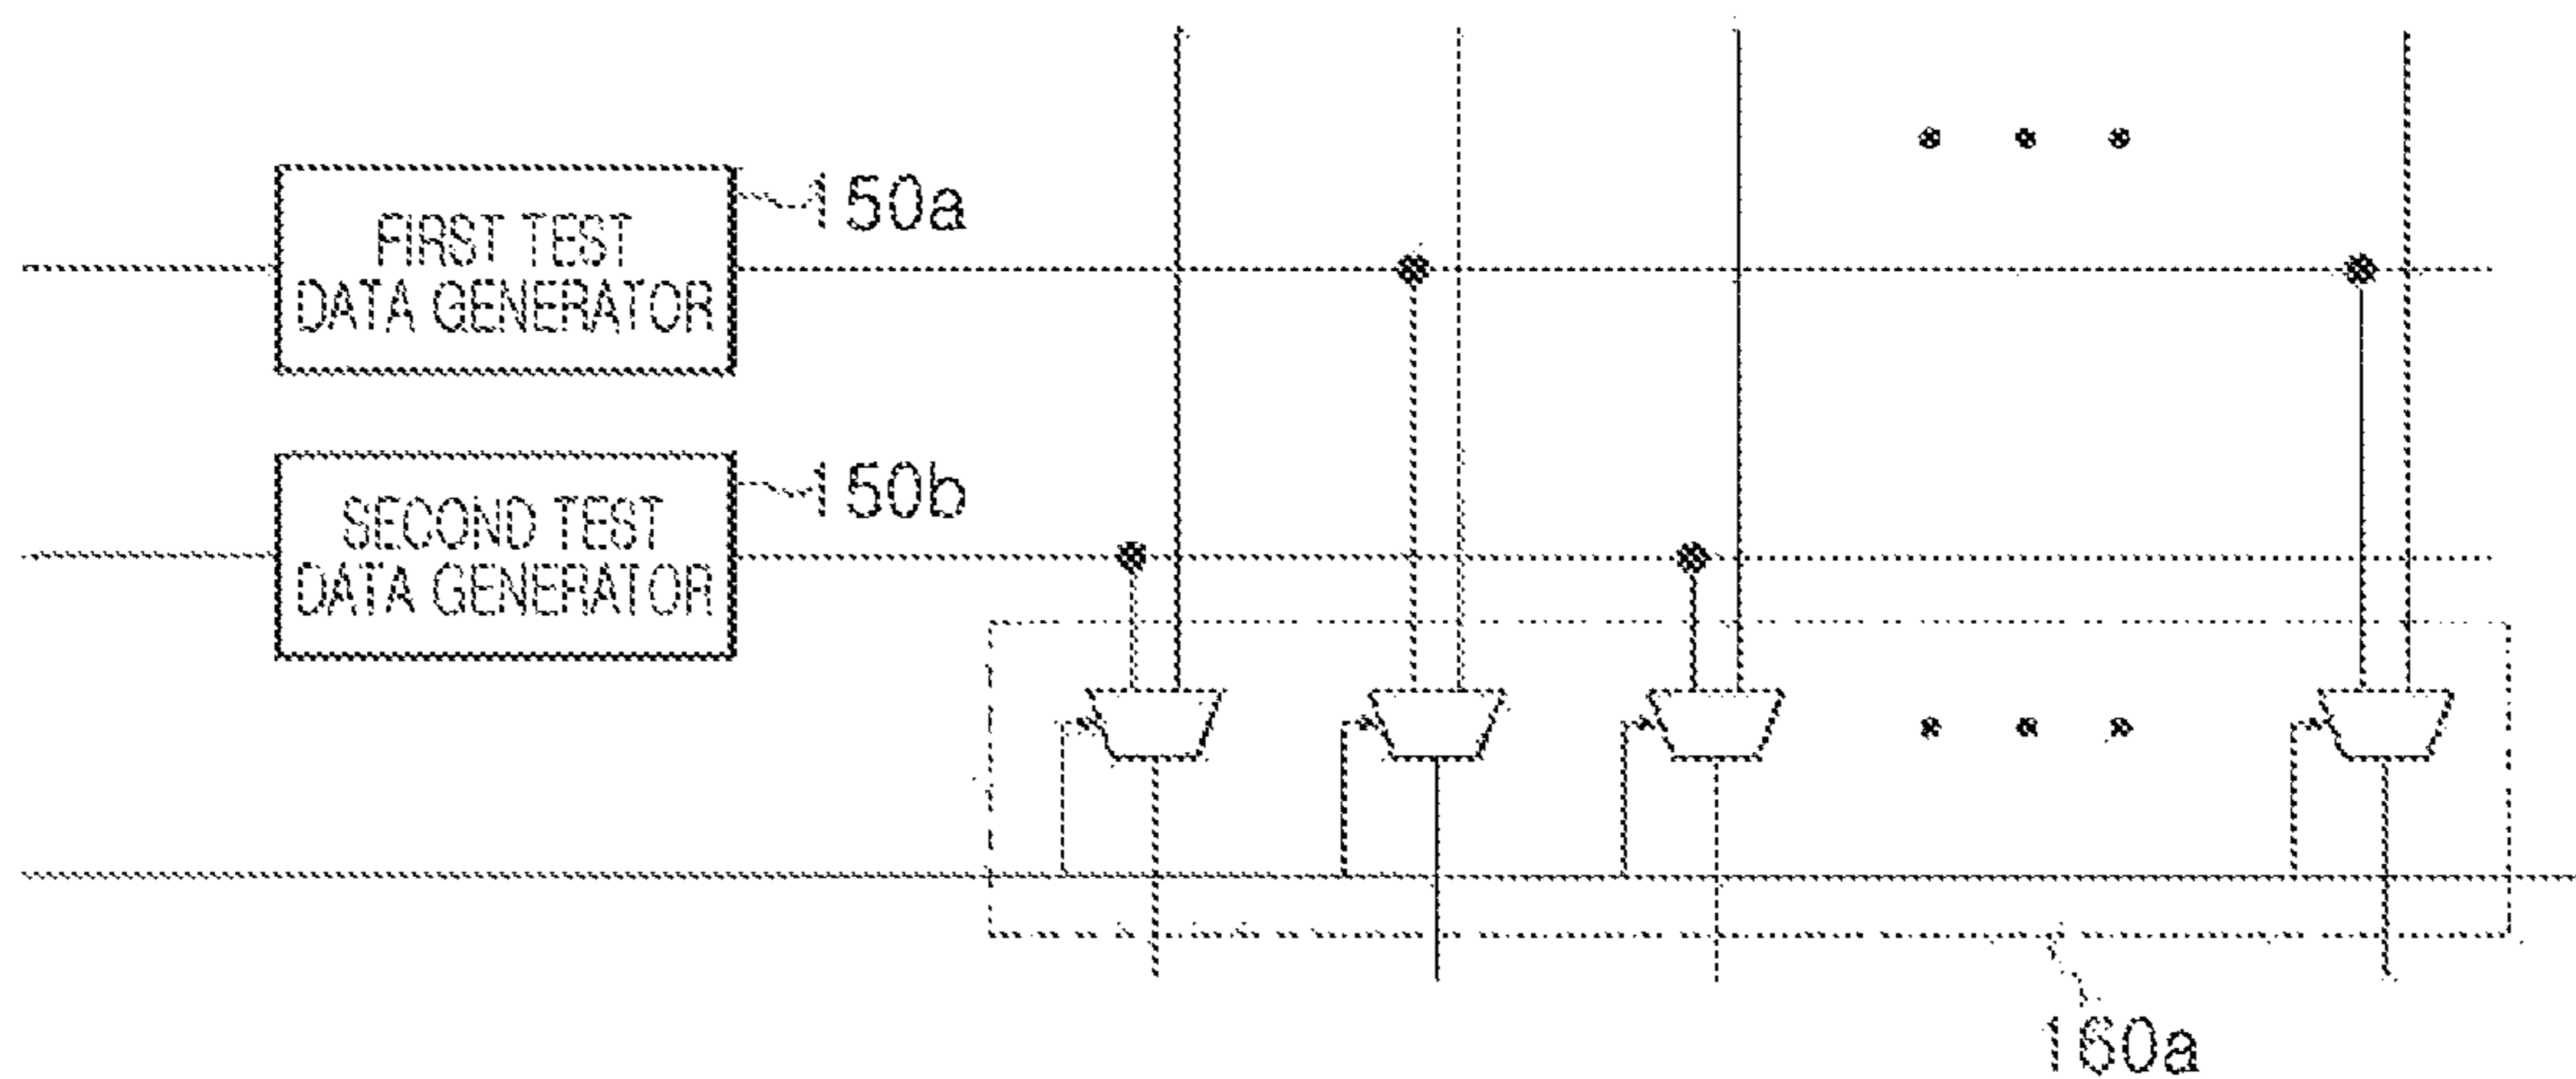 FIRST TEST
DATA GENERATOR
150a
SECOND TEST
DATA GENERATOR
150b
160a